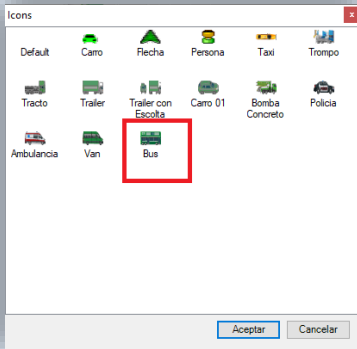 Icons
x
Default Carro Flecha Persona Taxi Trompo
Tracto Trailer Trailer con Escolta Carro 01 Bomba Concreto Policia
Ambulancia Van Bus
Aceptar Cancelar